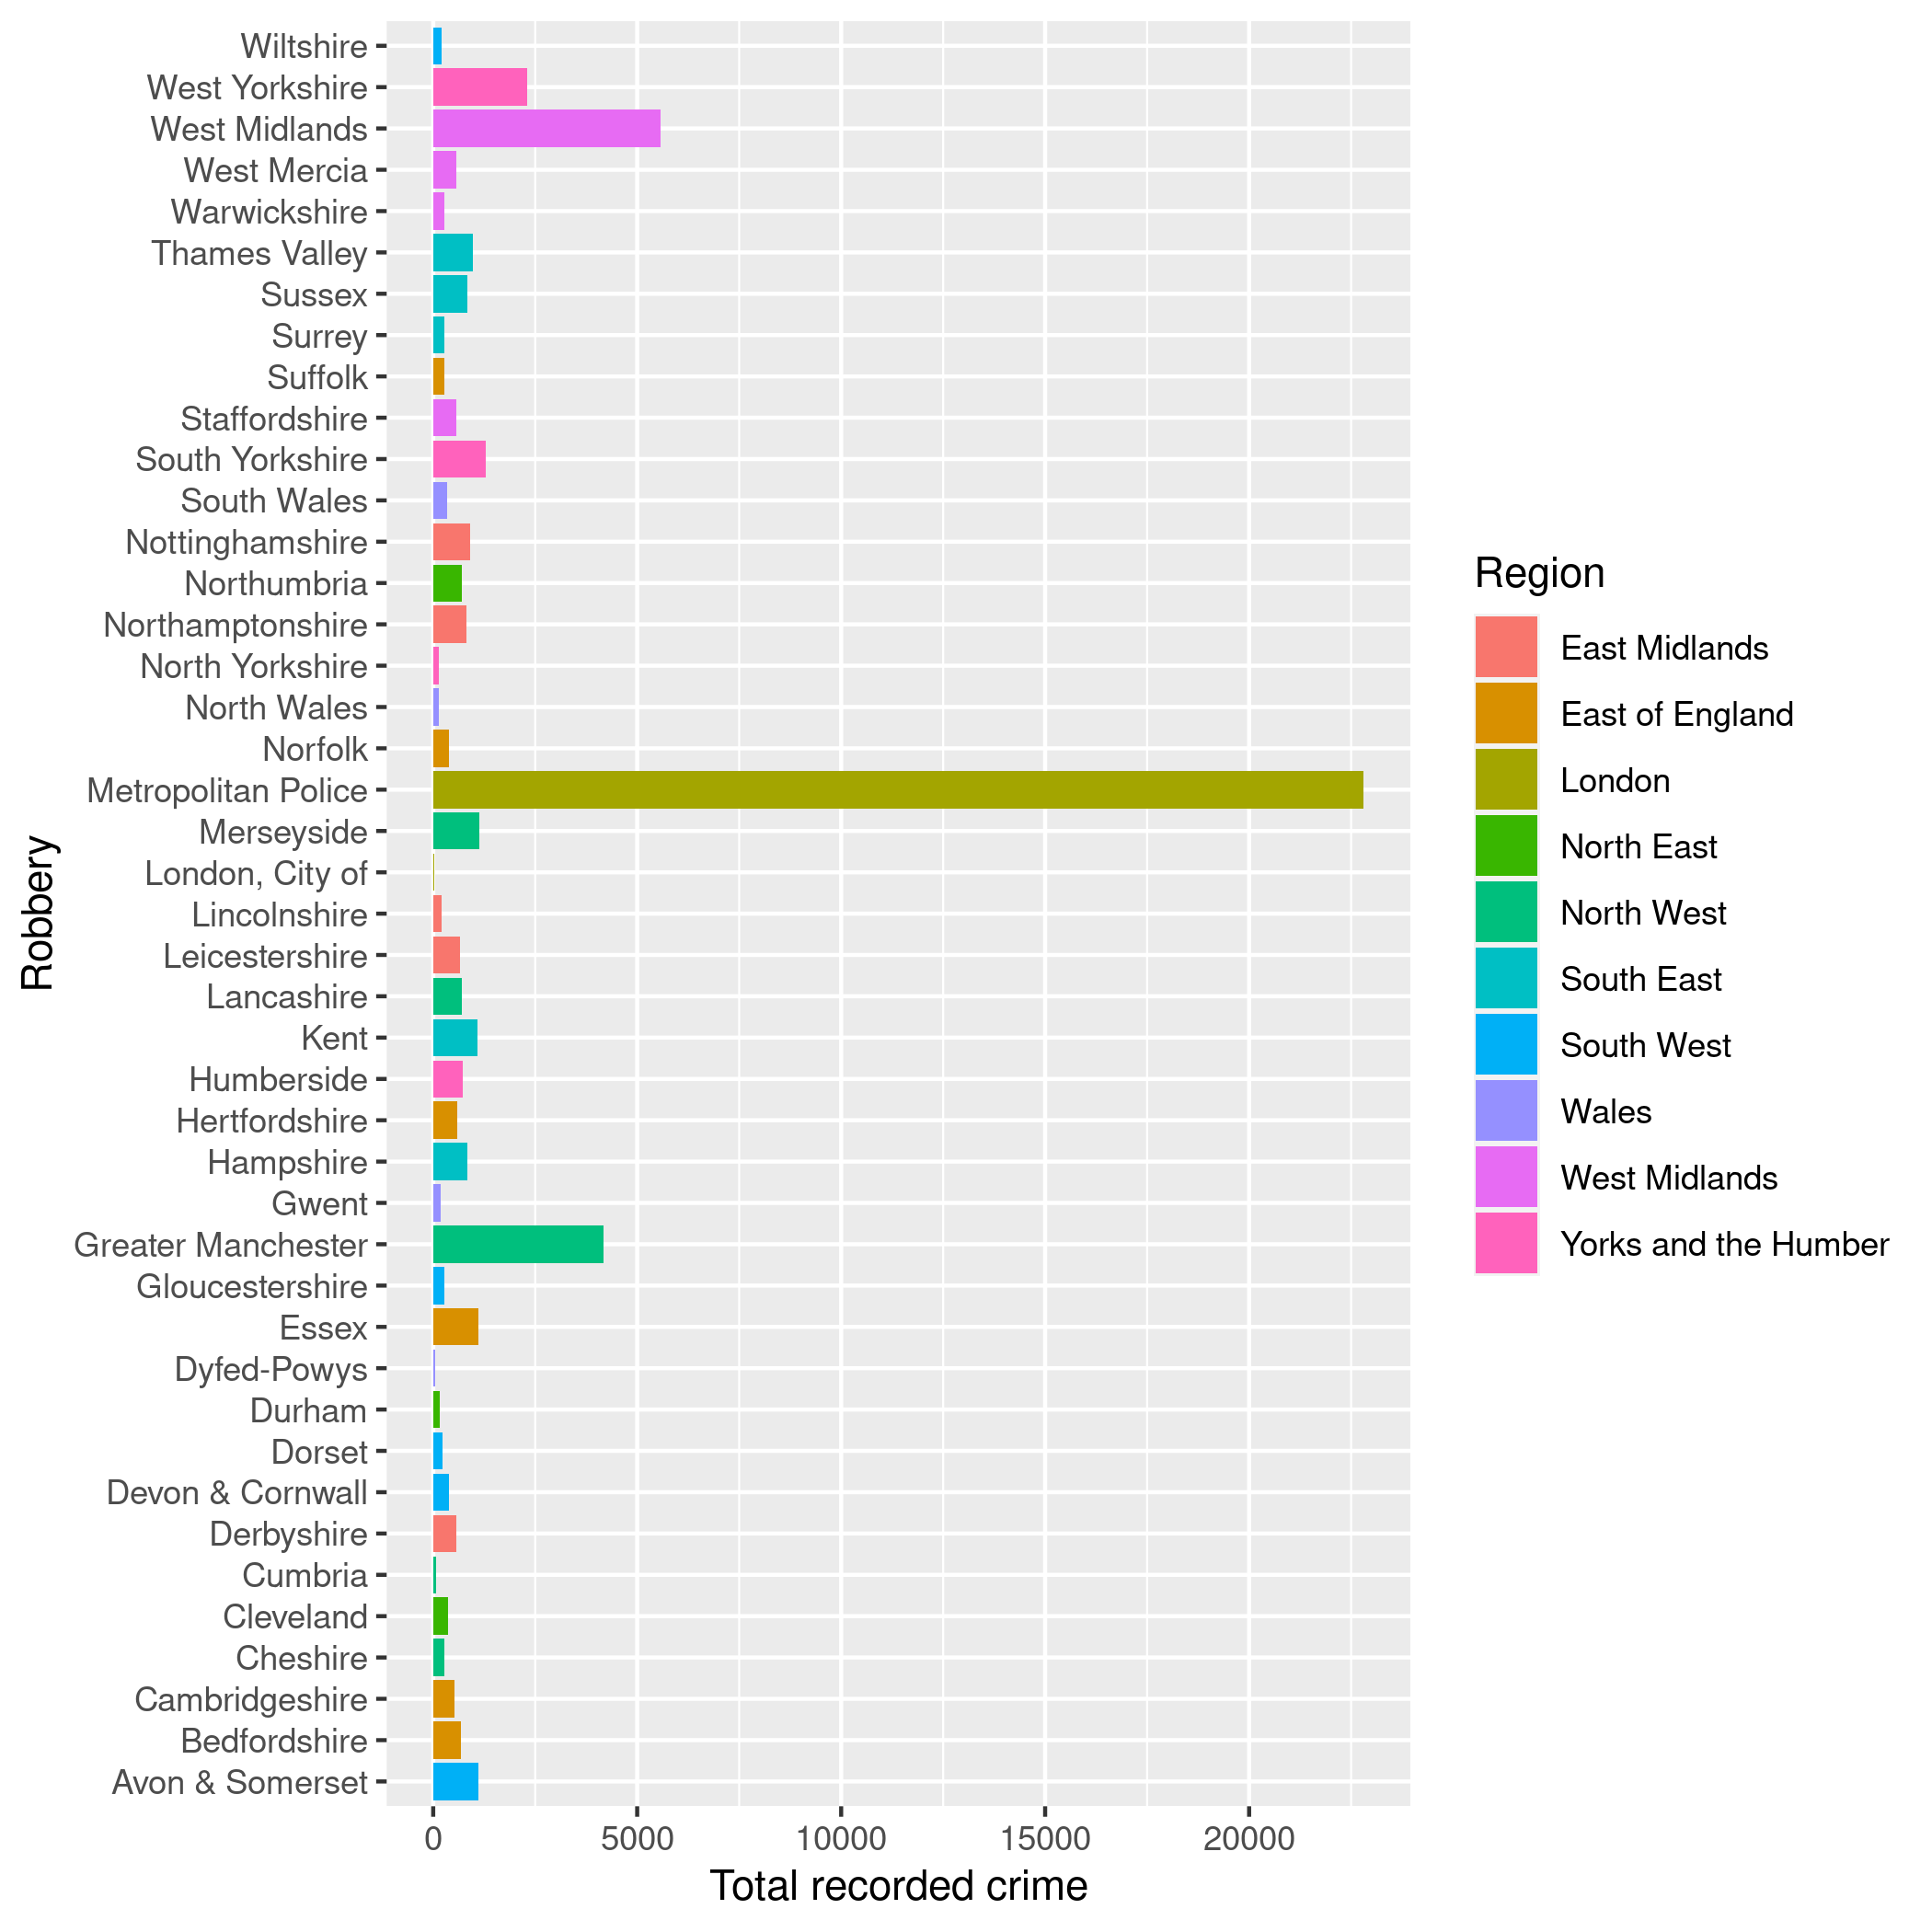 Wiltshire
West Yorkshire
West Midlands
West Mercia
Warwickshire
Thames Valley
Sussex
Surrey
Suffolk
Staffordshire
South Yorkshire
South Wales
Nottinghamshire
Northumbria
Northamptonshire
North Yorkshire
North Wales
Norfolk
Metropolitan Police
Merseyside
London, City of
Lincolnshire
Leicestershire
Lancashire
Kent
Humberside
Hertfordshire
Hampshire
Gwent
Greater Manchester
Gloucestershire
Essex
Dyfed-Powys
Durham
Dorset
Devon & Cornwall
Derbyshire
Cumbria
Cleveland
Cheshire
Cambridgeshire
Bedfordshire
Avon & Somerset
Robbery
0 5000 10000 15000 20000
Total recorded crime
Region
East Midlands
East of England
London
North East
North West
South East
South West
Wales
West Midlands
Yorks and the Humber